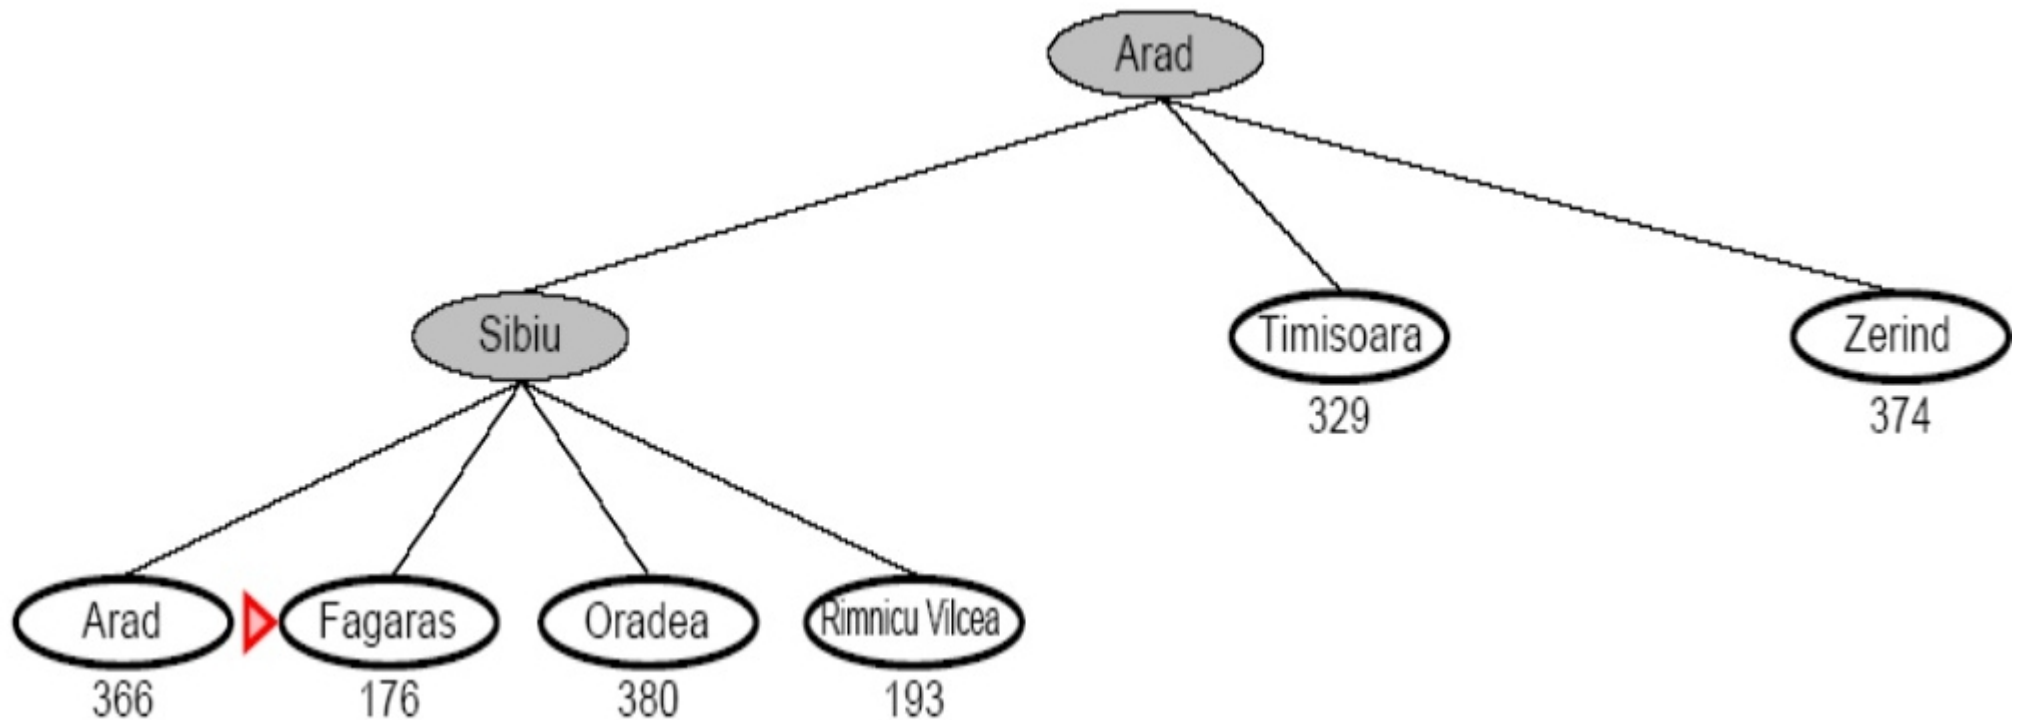 Arad
Sibiu
Timisoara
Zerind
329
374
Arad
Fagaras
Oradea
Rimnicu Vilcea
366
176
380
193